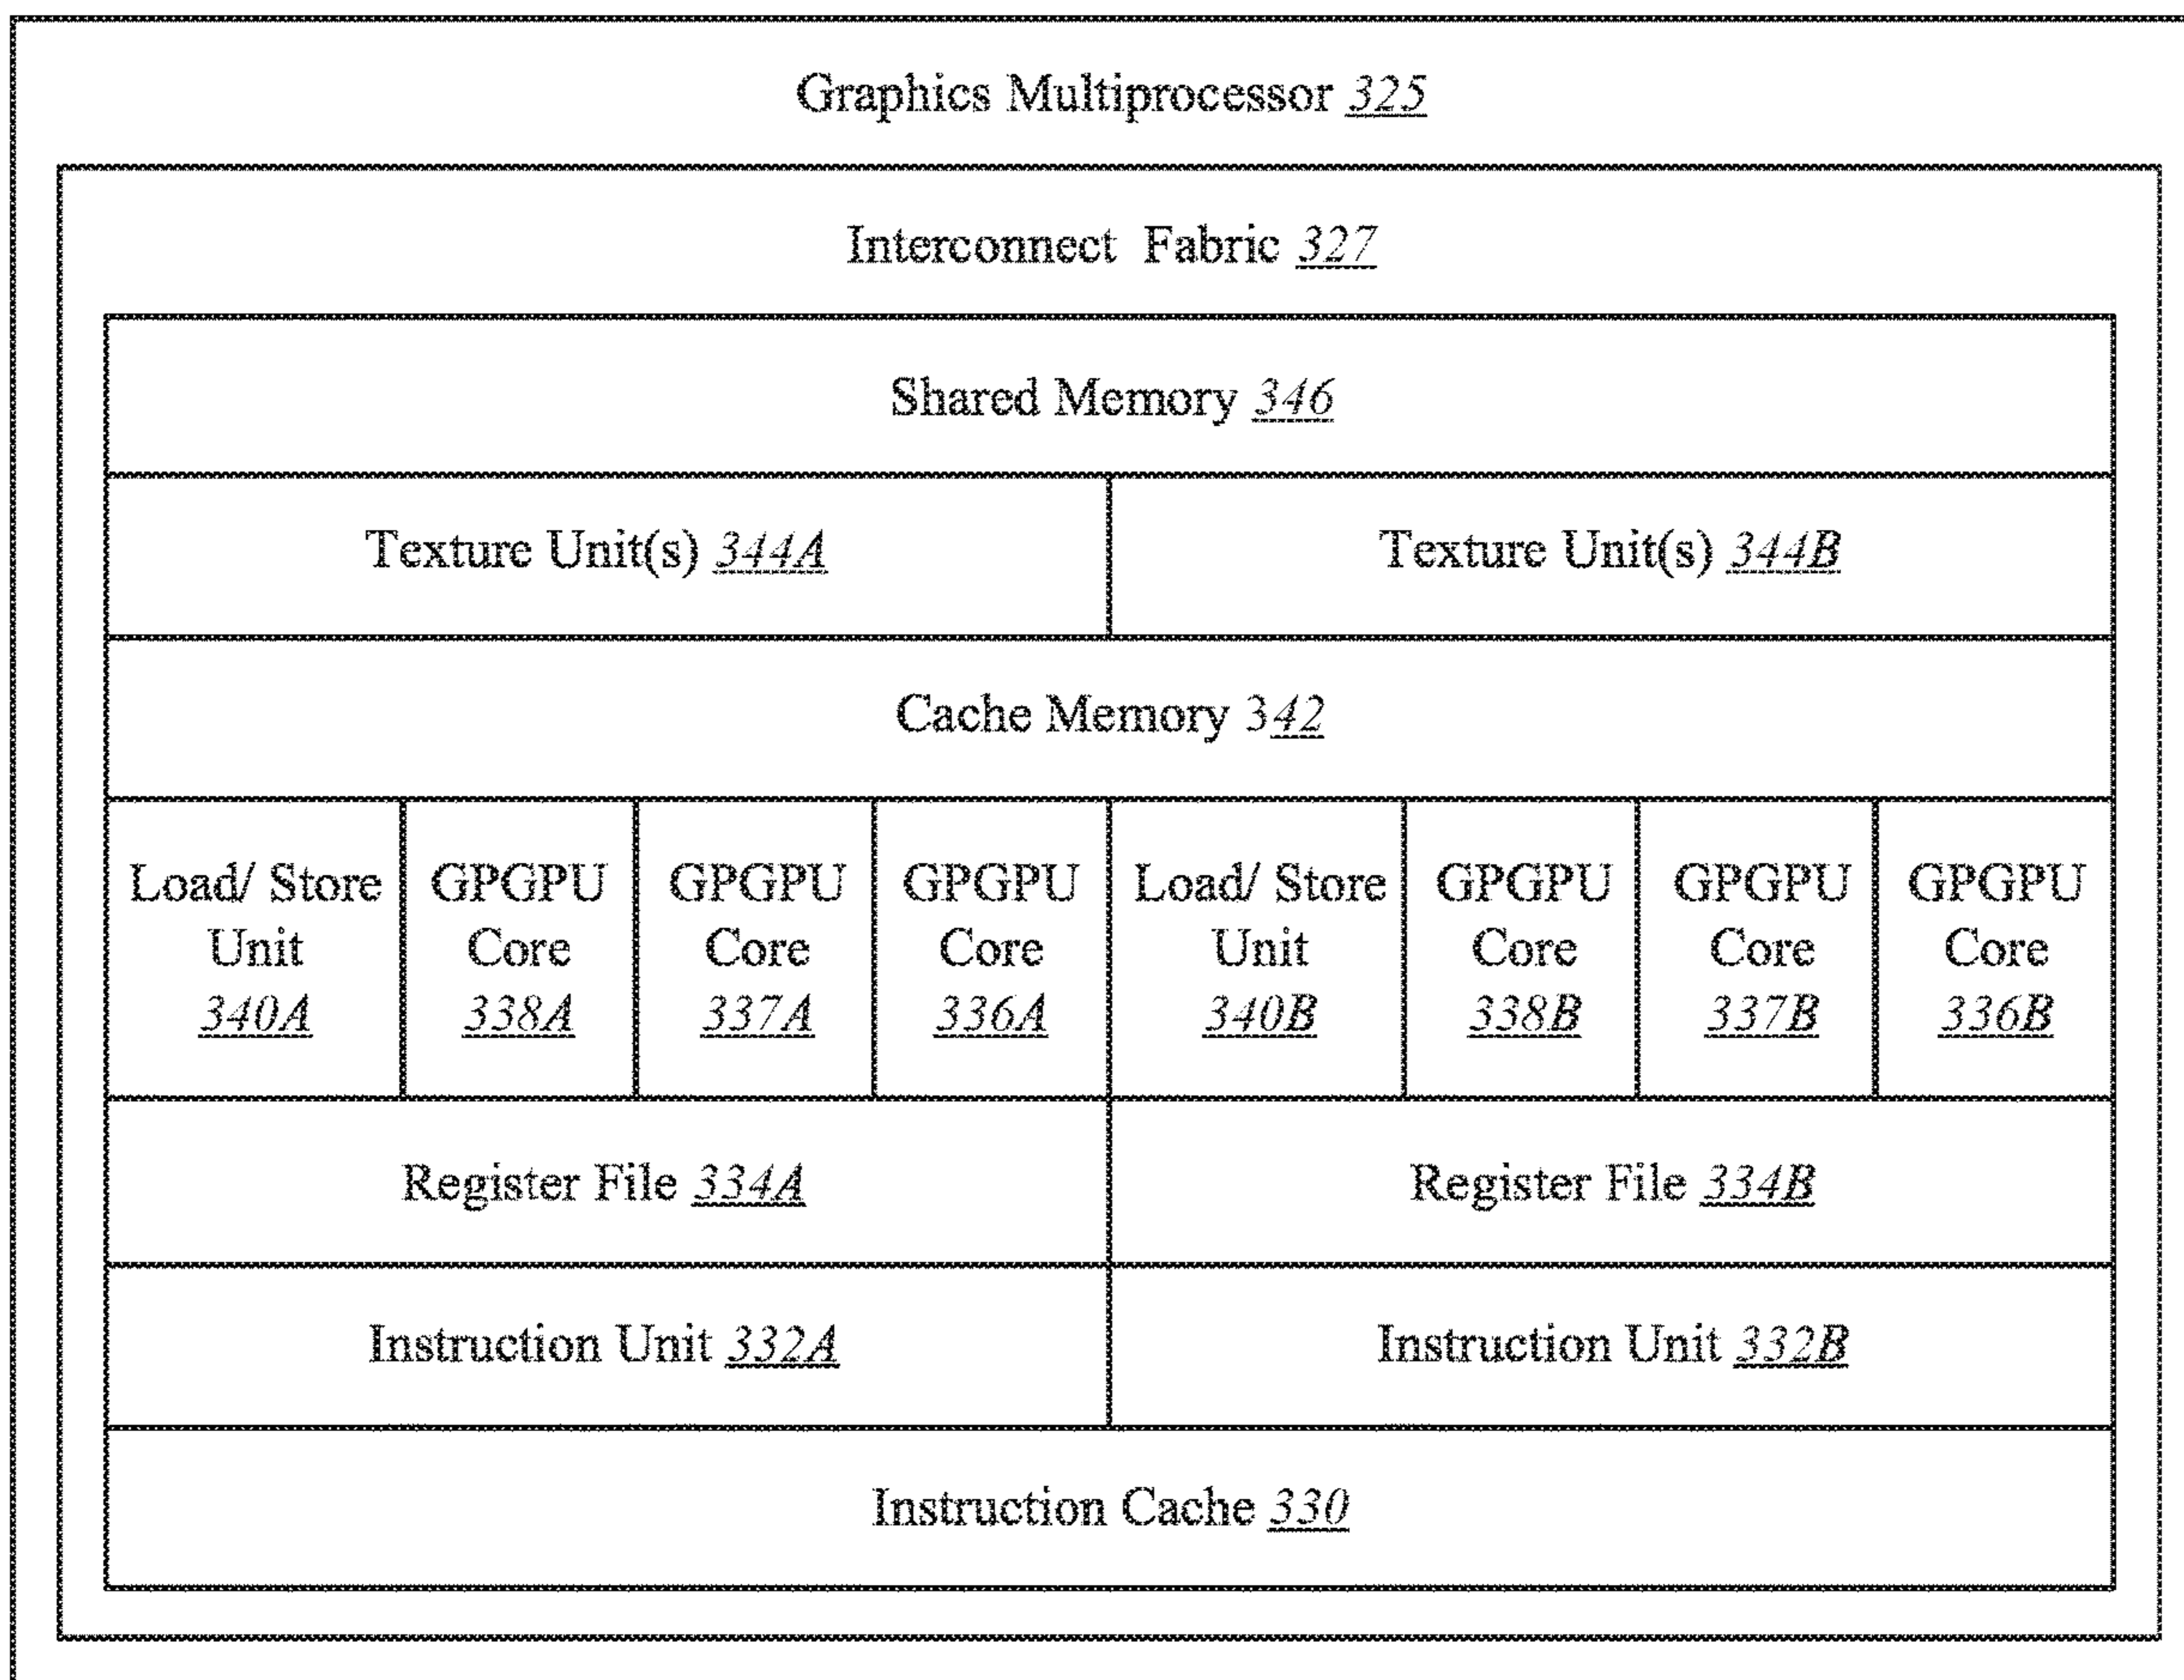 Graphics Multiprocessor 325
Interconnect Fabric 327
Shared Memory 346
Texture Unit(s) 344A
Texture Unit(s) 344B
Cache Memory 342
Load/ Store
Unit
340A
GPGPU
Core
338A
GPGPU
Core
337A
GPGPU
Core
336A
Load/ Store
Unit
340B
GPGPU
Core
338B
GPGPU
Core
337B
GPGPU
Core
336B
Register File 334A
Register File 334B
Instruction Unit 332A
Instruction Unit 332B
Instruction Cache 330